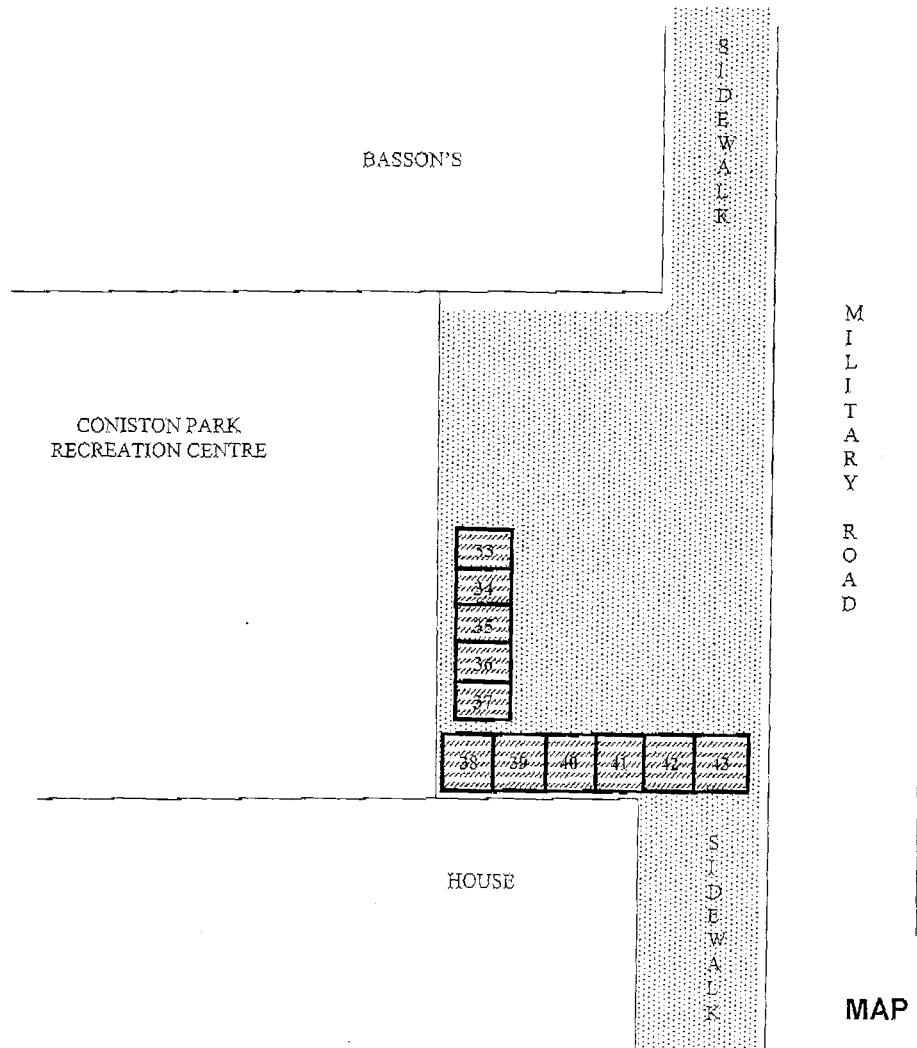 SIDEWALK
BASSON'S
MILITARY ROAD
CONISTON PARK
RECREATION CENTRE
33
34
35
36
37
38 39 40 41 42 43
HOUSE
SIDEWALK
MAP